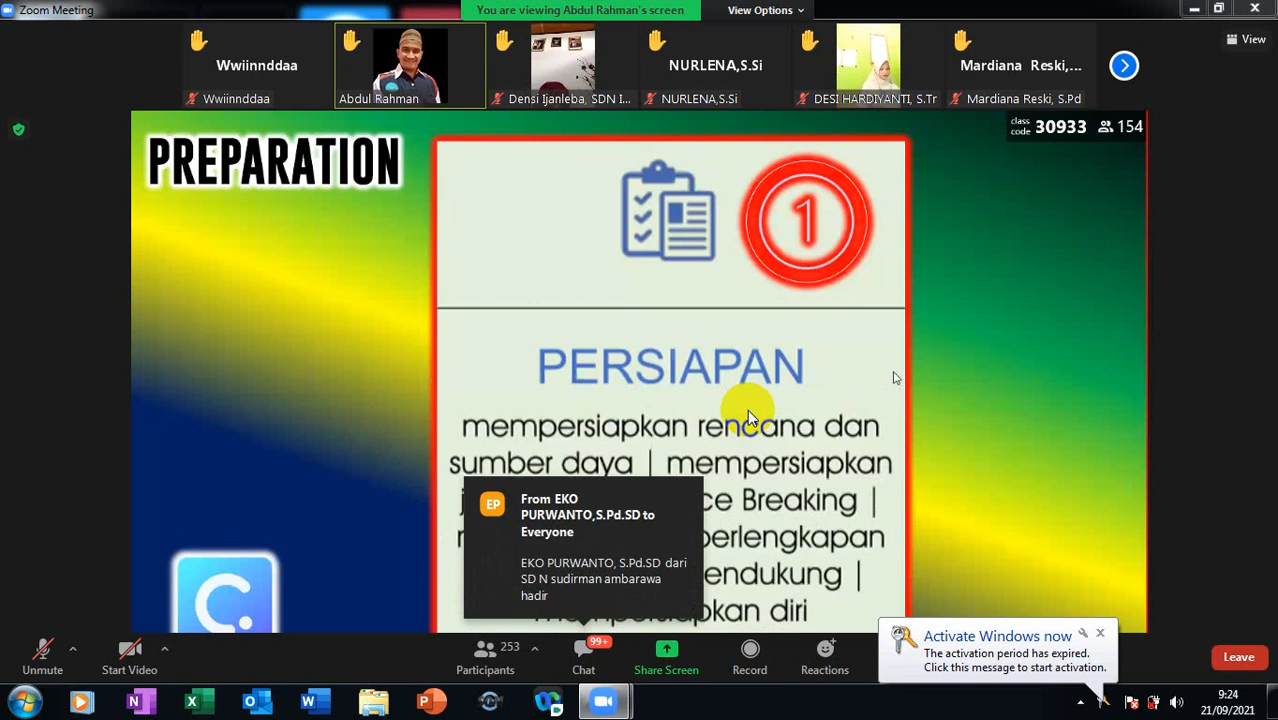 Zoom Meeting
You are viewing Abdul Rahman's screen
View Options
Wwiinnddaa
NURLENA,S.Si
Mardiana Reski,...
View
Wwiinnddaa
Abdul Rahman
Densi Ijanleba, SDN I...
NURLENA,S.Si
DESI HARDIYANTI, S.Tr
Mardiana Reski, S.Pd
class code 30933 154
PREPARATION
1
PERSIAPAN
mempersiapkan rencana dan
sumber daya | mempersiapkan
ce Breaking |
perlengkapan
endukung |
pkan diri
EP
From EKO
PURWANTO,S.Pd.SD to
Everyone
EKO PURWANTO, S.Pd.SD dari
SD N sudirman ambarawa
hadir
Activate Windows now
The activation period has expired.
Click this message to start activation.
253
99+
Unmute
Start Video
Participants
Chat
Share Screen
Record
Reactions
Leave
9:24
21/09/2021